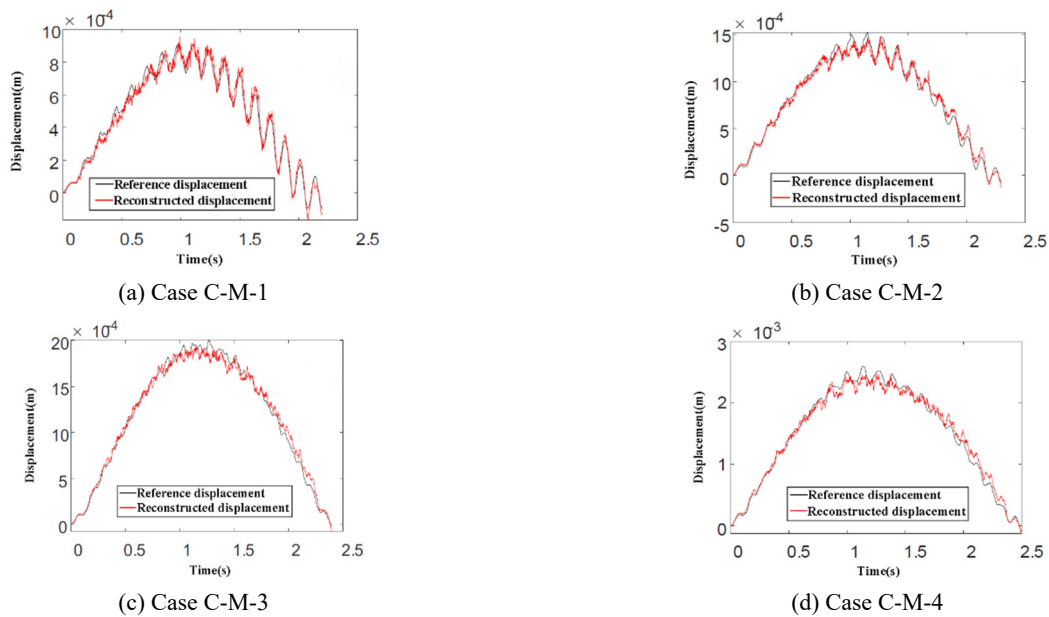 × 10⁻⁴
10
8
6
4
2
0
Displacement(m)
Reference displacement
Reconstructed displacement
0 0.5 1 1.5 2 2.5
Time(s)
(a) Case C-M-1
× 10⁻⁴
15
10
5
0
-5
Displacement(m)
Reference displacement
Reconstructed displacement
0 0.5 1 1.5 2 2.5
Time(s)
(b) Case C-M-2
× 10⁻⁴
20
15
10
5
0
Displacement(m)
Reference displacement
Reconstructed displacement
0 0.5 1 1.5 2 2.5
Time(s)
(c) Case C-M-3
× 10⁻³
3
2
1
0
Displacement(m)
Reference displacement
Reconstructed displacement
0 0.5 1 1.5 2 2.5
Time(s)
(d) Case C-M-4